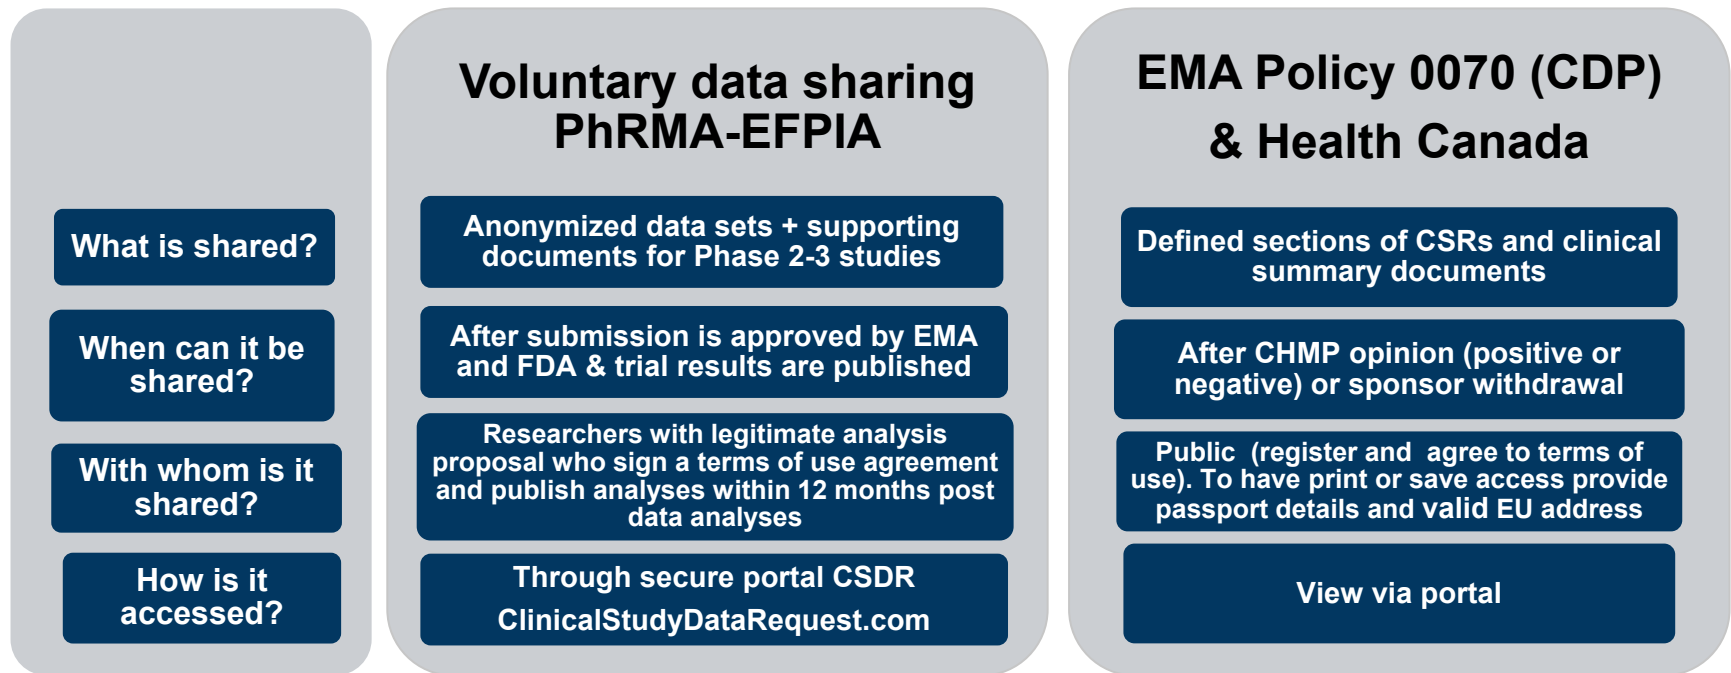 Voluntary data sharing
PhRMA-EFPIA
EMA Policy 0070 (CDP)
& Health Canada
What is shared?
Anonymized data sets + supporting
documents for Phase 2-3 studies
Defined sections of CSRs and clinical
summary documents
When can it be
shared?
After submission is approved by EMA
and FDA & trial results are published
After CHMP opinion (positive or
negative) or sponsor withdrawal
With whom is it
shared?
Researchers with legitimate analysis
proposal who sign a terms of use agreement
and publish analyses within 12 months post
data analyses
Public (register and agree to terms of
use). To have print or save access provide
passport details and valid EU address
How is it
accessed?
Through secure portal CSDR
ClinicalStudyDataRequest.com
View via portal